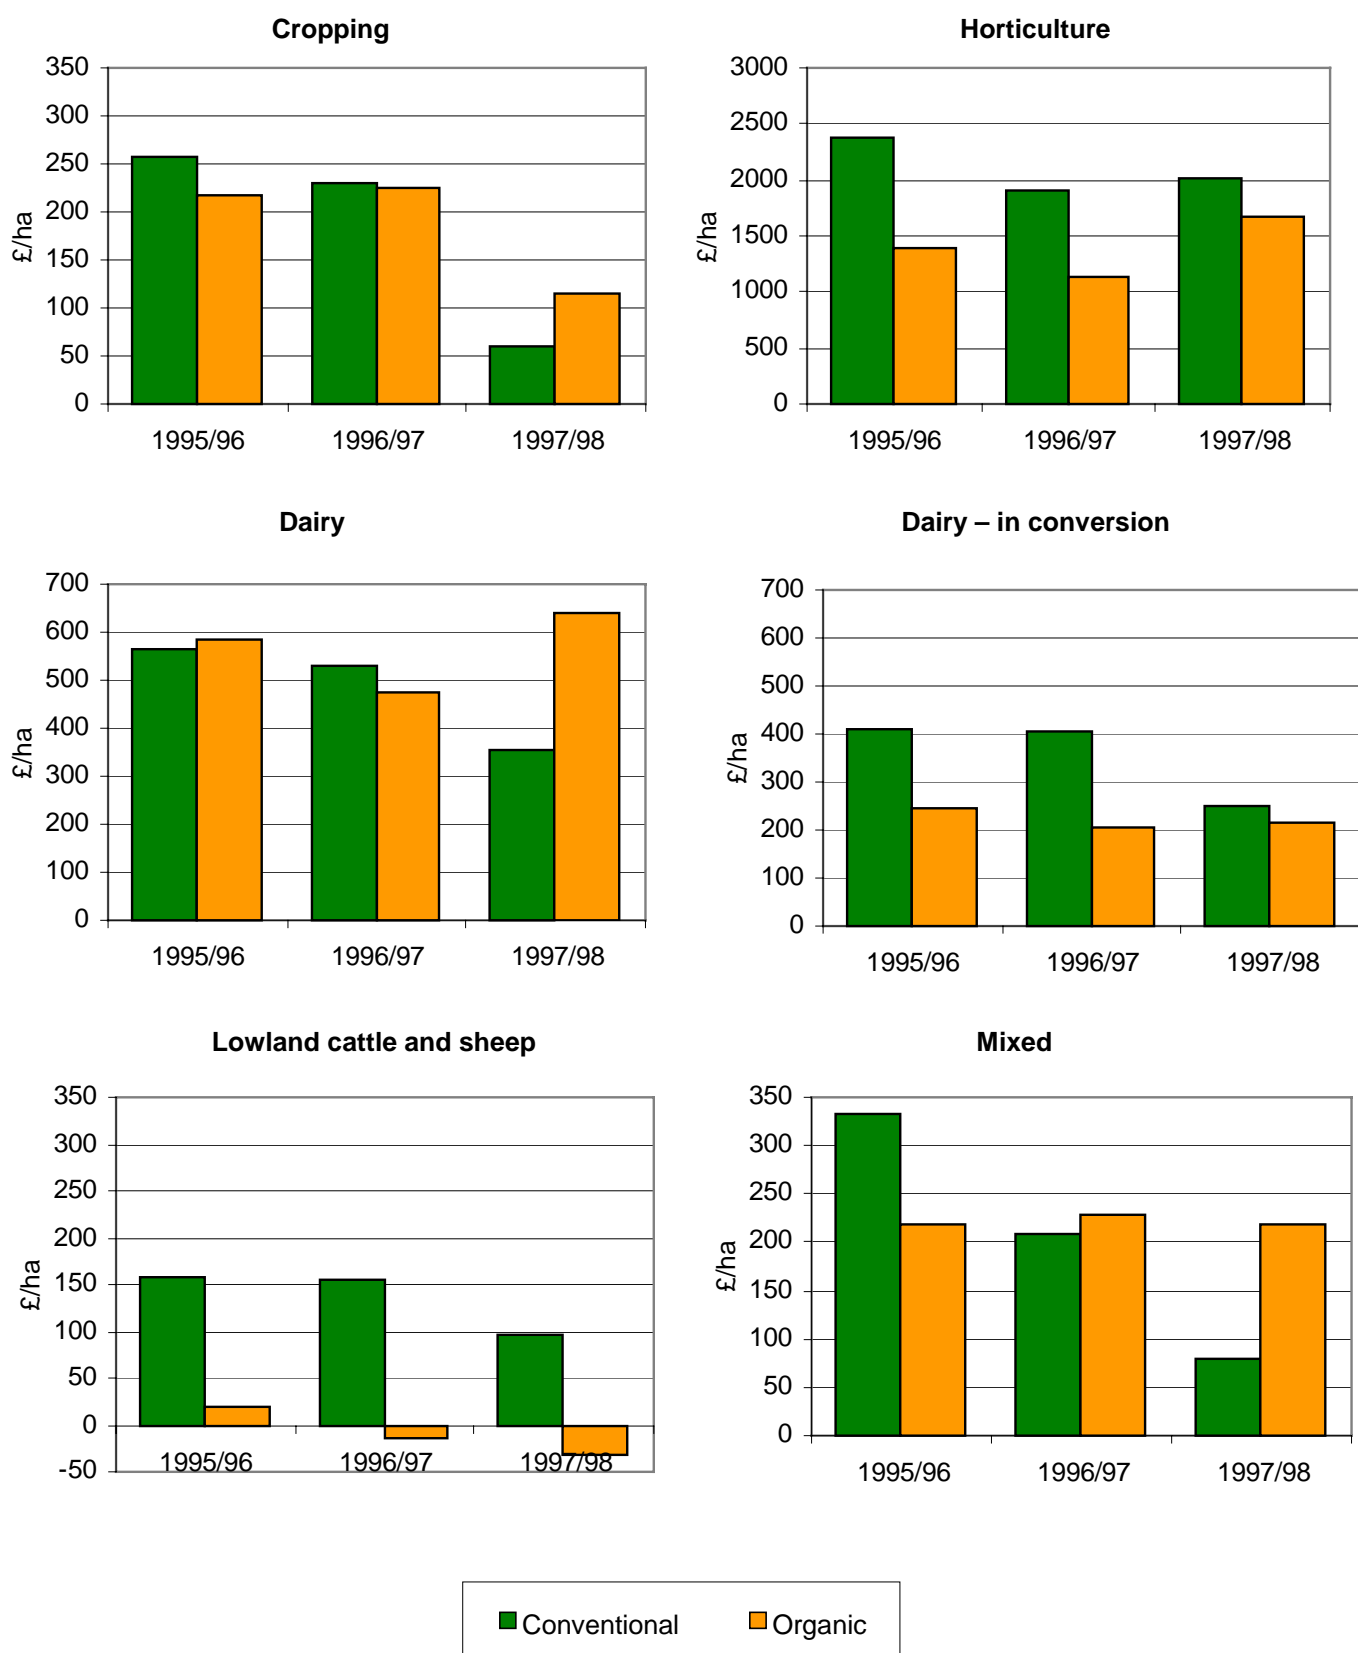 Cropping
350
300
250
200
150
100
50
0
£/ha
1995/96 1996/97 1997/98
Horticulture
3000
2500
2000
1500
1000
500
0
£/ha
1995/96 1996/97 1997/98
Dairy
700
600
500
400
300
200
100
0
£/ha
1995/96 1996/97 1997/98
Dairy – in conversion
700
600
500
400
300
200
100
0
£/ha
1995/96 1996/97 1997/98
Lowland cattle and sheep
350
300
250
200
150
100
50
0
-50
£/ha
1995/96 1996/97 1997/98
Mixed
350
300
250
200
150
100
50
0
£/ha
1995/96 1996/97 1997/98
Conventional Organic